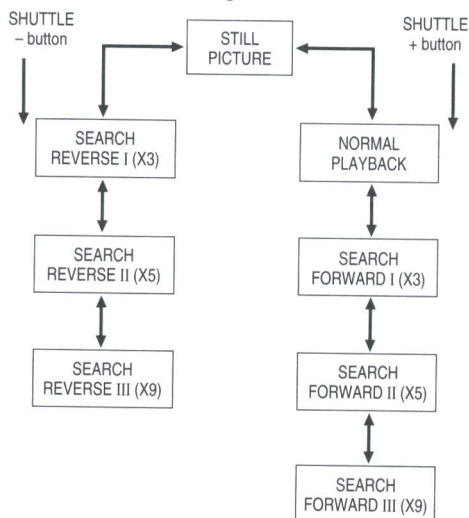 SHUTTLE
– button
STILL
PICTURE
SHUTTLE
+ button
SEARCH
REVERSE I (X3)
NORMAL
PLAYBACK
SEARCH
REVERSE II (X5)
SEARCH
FORWARD I (X3)
SEARCH
REVERSE III (X9)
SEARCH
FORWARD II (X5)
SEARCH
FORWARD III (X9)